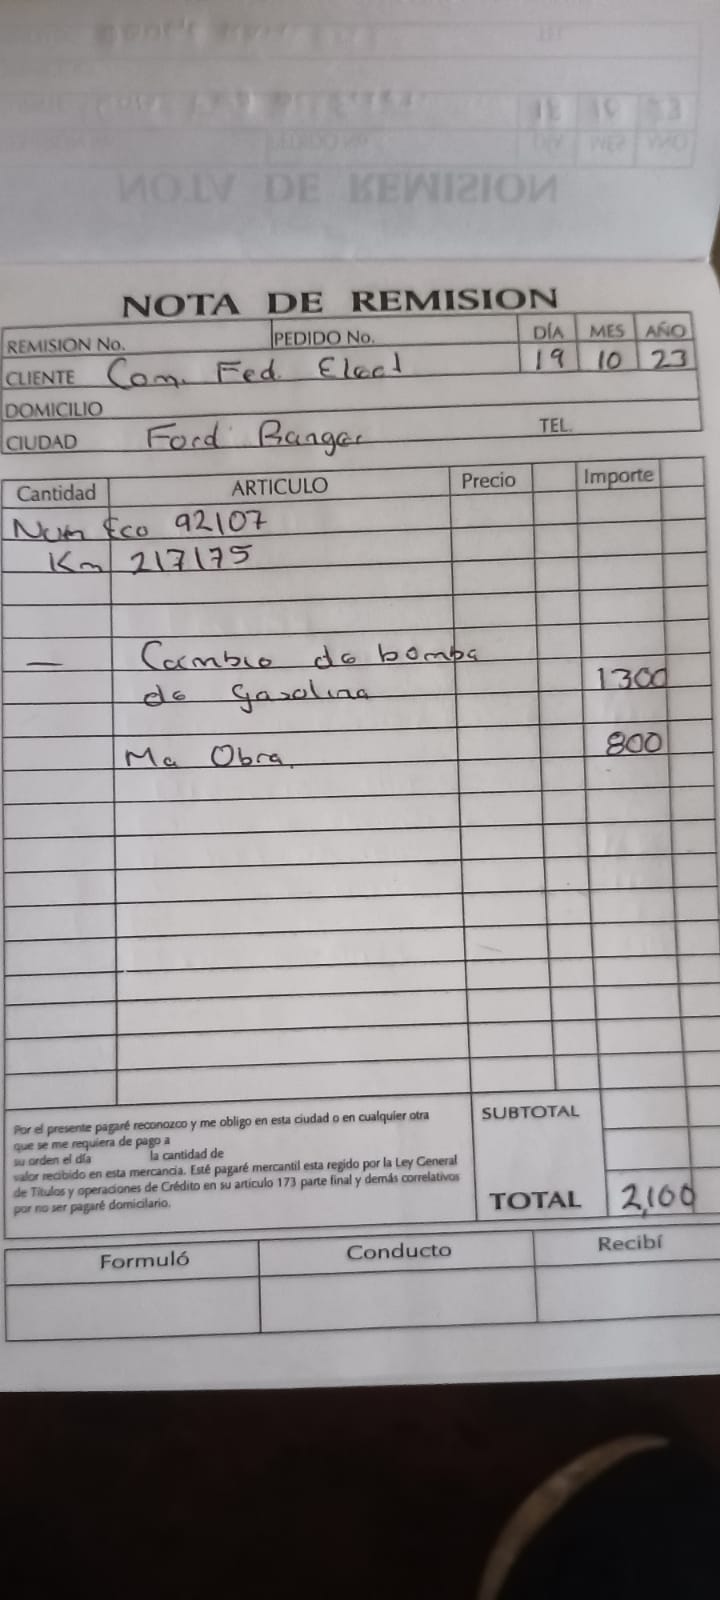 NOTA DE REMISION
REMISION No. PEDIDO No. DÍA MES AÑO
CLIENTE Com. Fed. Elect 19 10 23
DOMICILIO
CIUDAD Ford Ranger TEL.
Cantidad ARTICULO Precio Importe
Num Eco 92107
Km 217175
— Cambio de bomba
de gasolina 1300
Ma Obra. 800
Por el presente pagaré reconozco y me obligo en esta ciudad o en cualquier otra
que se me requiera de pago a
su orden el día la cantidad de
valor recibido en esta mercancia. Esté pagaré mercantil esta regido por la Ley General
de Titulos y operaciones de Crédito en su articulo 173 parte final y demás correlativos
por no ser pagaré domicilario.
SUBTOTAL
TOTAL 2,100
Formuló Conducto Recibí